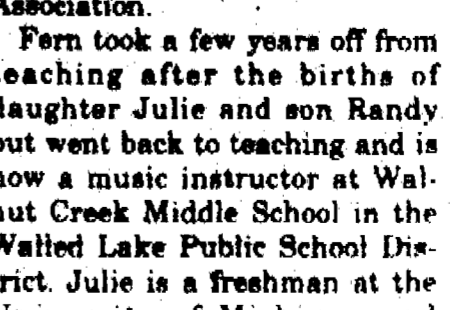 Association.
Fern took a few years off from
teaching after the births of
daughter Julie and son Randy
but went back to teaching and is
now a music instructor at Wal-
nut Creek Middle School in the
Walled Lake Public School Dis-
trict. Julie is a freshman at the